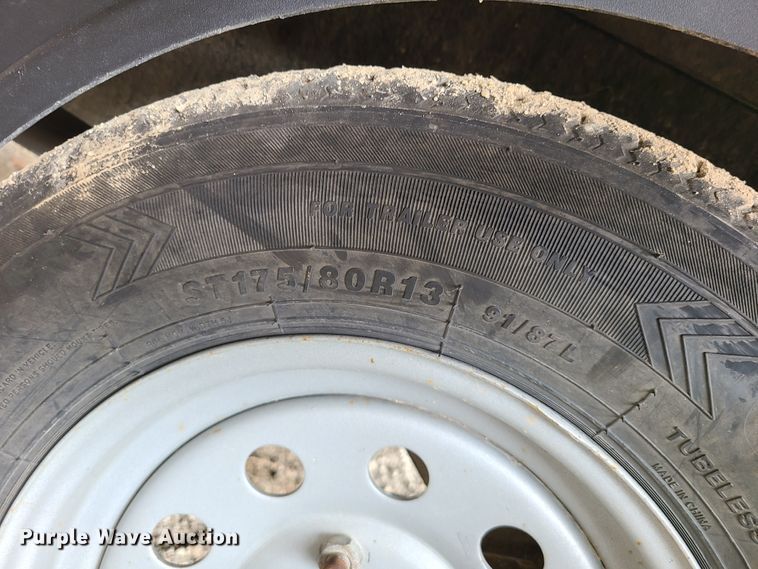 FOR TRAILER USE ONLY
ST175/80R13
91/87L
TUBELESS
MADE IN CHINA
Purple Wave Auction